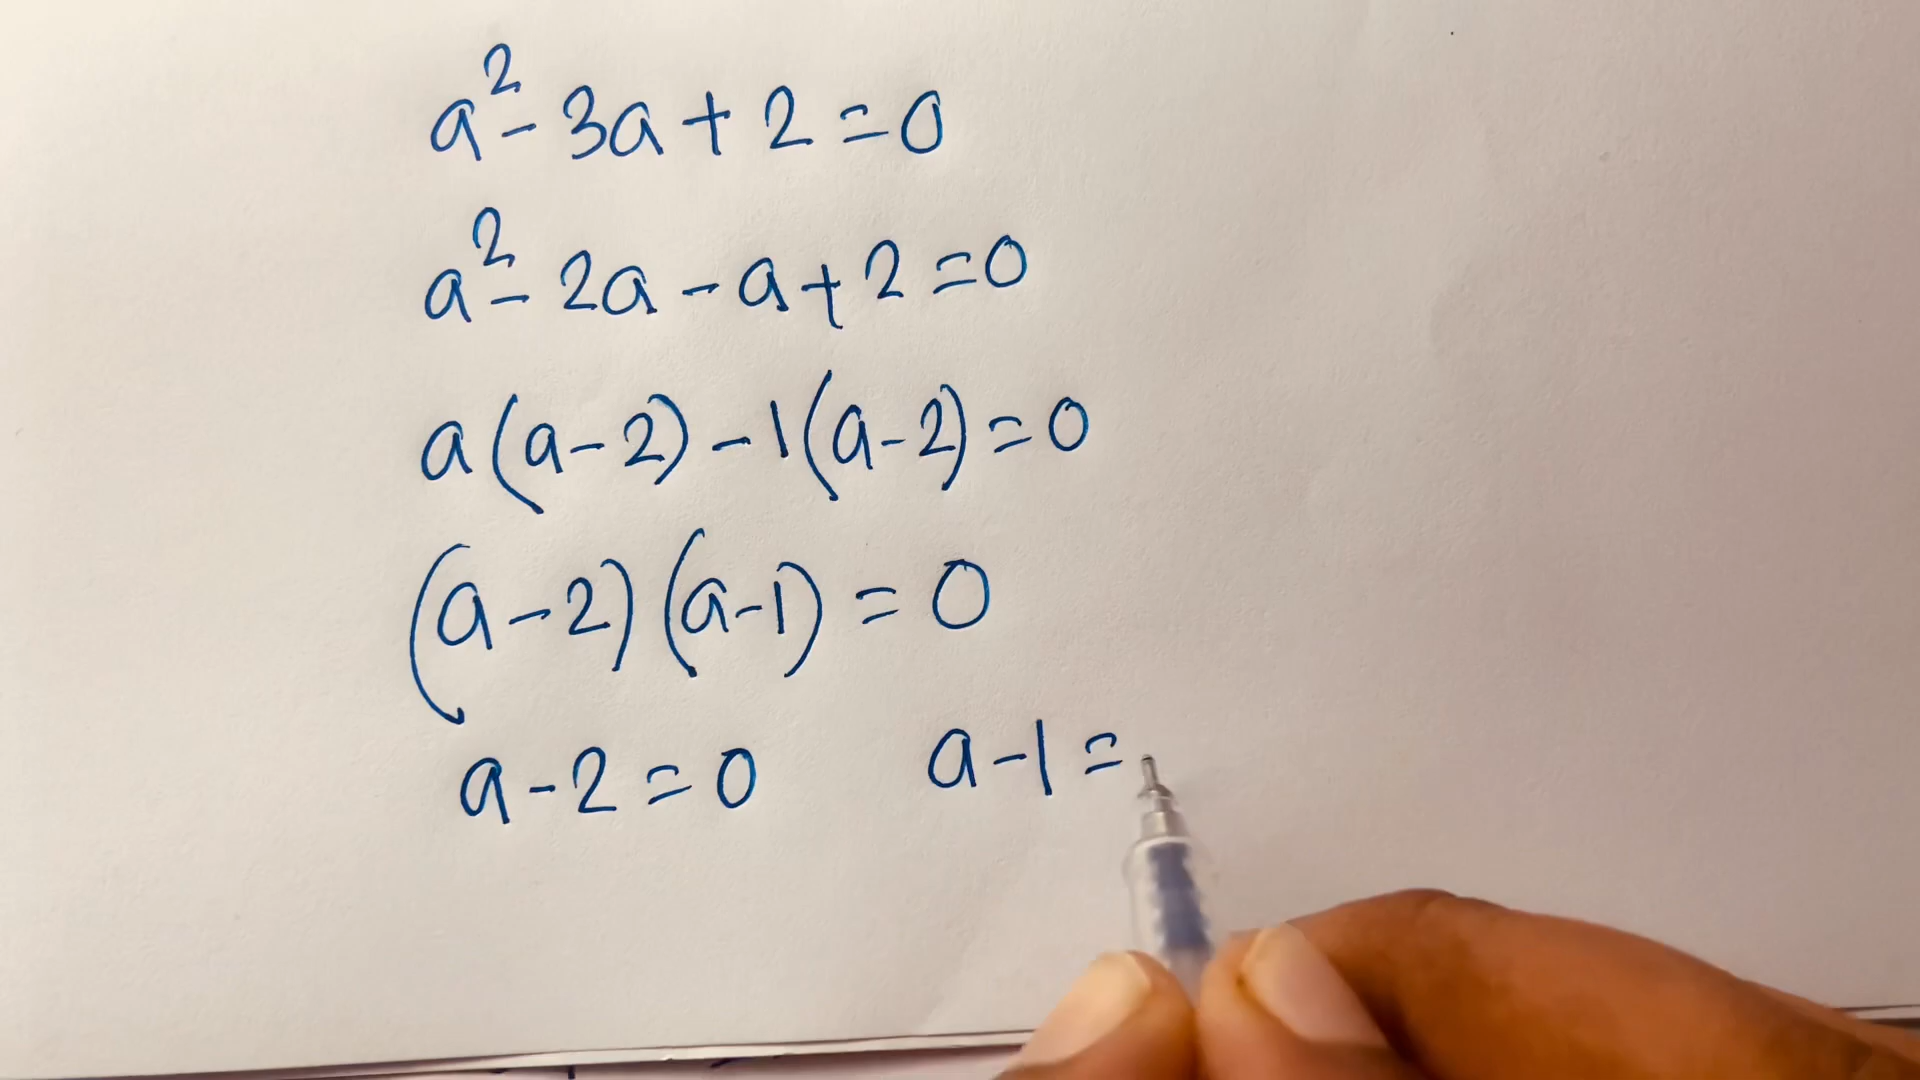 a² - 3a + 2 = 0
a² - 2a - a + 2 = 0
a(a - 2) - 1(a - 2) = 0
(a - 2)(a - 1) = 0
a - 2 = 0 a - 1 =